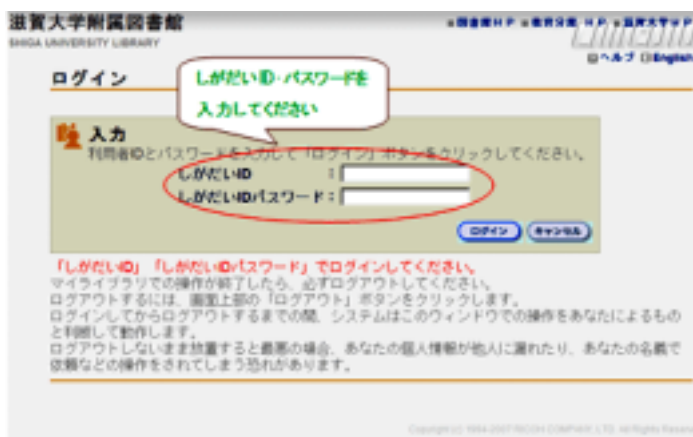 滋賀大学附属図書館
SHIGA UNIVERSITY LIBRARY
ヘルプ English
ログイン
しがだいID・パスワードを
入力してください
入力
利用者IDとパスワードを入力して「ログイン」ボタンをクリックしてください。
しがだいID :
しがだいIDパスワード :
ログイン キャンセル
「しがだいID」「しがだいIDパスワード」でログインしてください。
マイライブラリでの操作が終了したら、必ずログアウトしてください。
ログアウトするには、画面上部の「ログアウト」ボタンをクリックします。
ログインしてからログアウトするまでの間、システムはこのウィンドウでの操作をあなたによるもの
と判断して動作します。
ログアウトしないまま放置すると最悪の場合、あなたの個人情報が他人に漏れたり、あなたの名義で
依頼などの操作をされてしまう恐れがあります。
Copyright (c) 1994-2007 RICOH COMPANY, LTD. All Rights Reserv